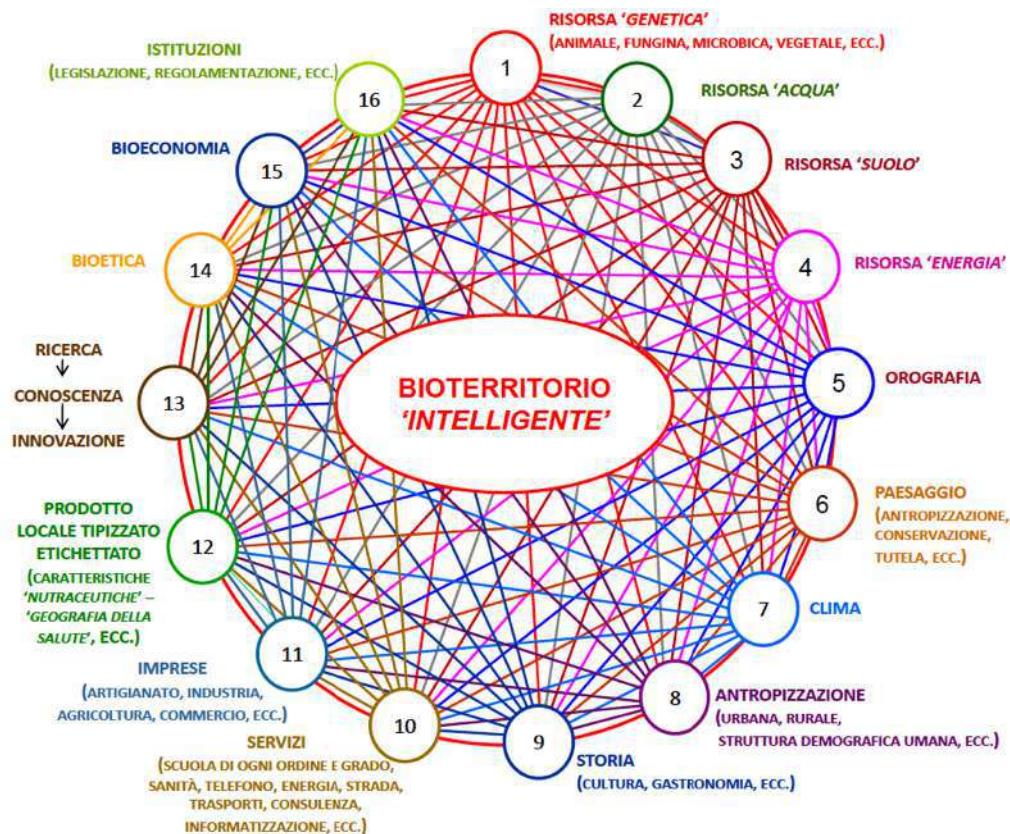 RISORSA ‘GENETICA’
(ANIMALE, FUNGINA, MICROBICA, VEGETALE, ECC.)
1
2
RISORSA ‘ACQUA’
3
RISORSA ‘SUOLO’
4
RISORSA ‘ENERGIA’
5
OROGRAFIA
6
PAESAGGIO
(ANTROPIZZAZIONE,
CONSERVAZIONE,
TUTELA, ECC.)
7
CLIMA
8
ANTROPIZZAZIONE
(URBANA, RURALE,
STRUTTURA DEMOGRAFICA UMANA, ECC.)
9
STORIA
(CULTURA, GASTRONOMIA, ECC.)
10
SERVIZI
(SCUOLA DI OGNI ORDINE E GRADO,
SANITÀ, TELEFONO, ENERGIA, STRADA,
TRASPORTI, CONSULENZA,
INFORMATIZZAZIONE, ECC.)
11
IMPRESE
(ARTIGIANATO, INDUSTRIA,
AGRICOLTURA, COMMERCIO, ECC.)
12
PRODOTTO
LOCALE TIPIZZATO
ETICHETTATO
(CARATTERISTICHE
‘NUTRACEUTICHE’ –
‘GEOGRAFIA DELLA
SALUTE’, ECC.)
13
RICERCA
↓
CONOSCENZA
↓
INNOVAZIONE
14
BIOETICA
15
BIOECONOMIA
16
ISTITUZIONI
(LEGISLAZIONE, REGOLAMENTAZIONE, ECC.)
BIOTERRITORIO
‘INTELLIGENTE’